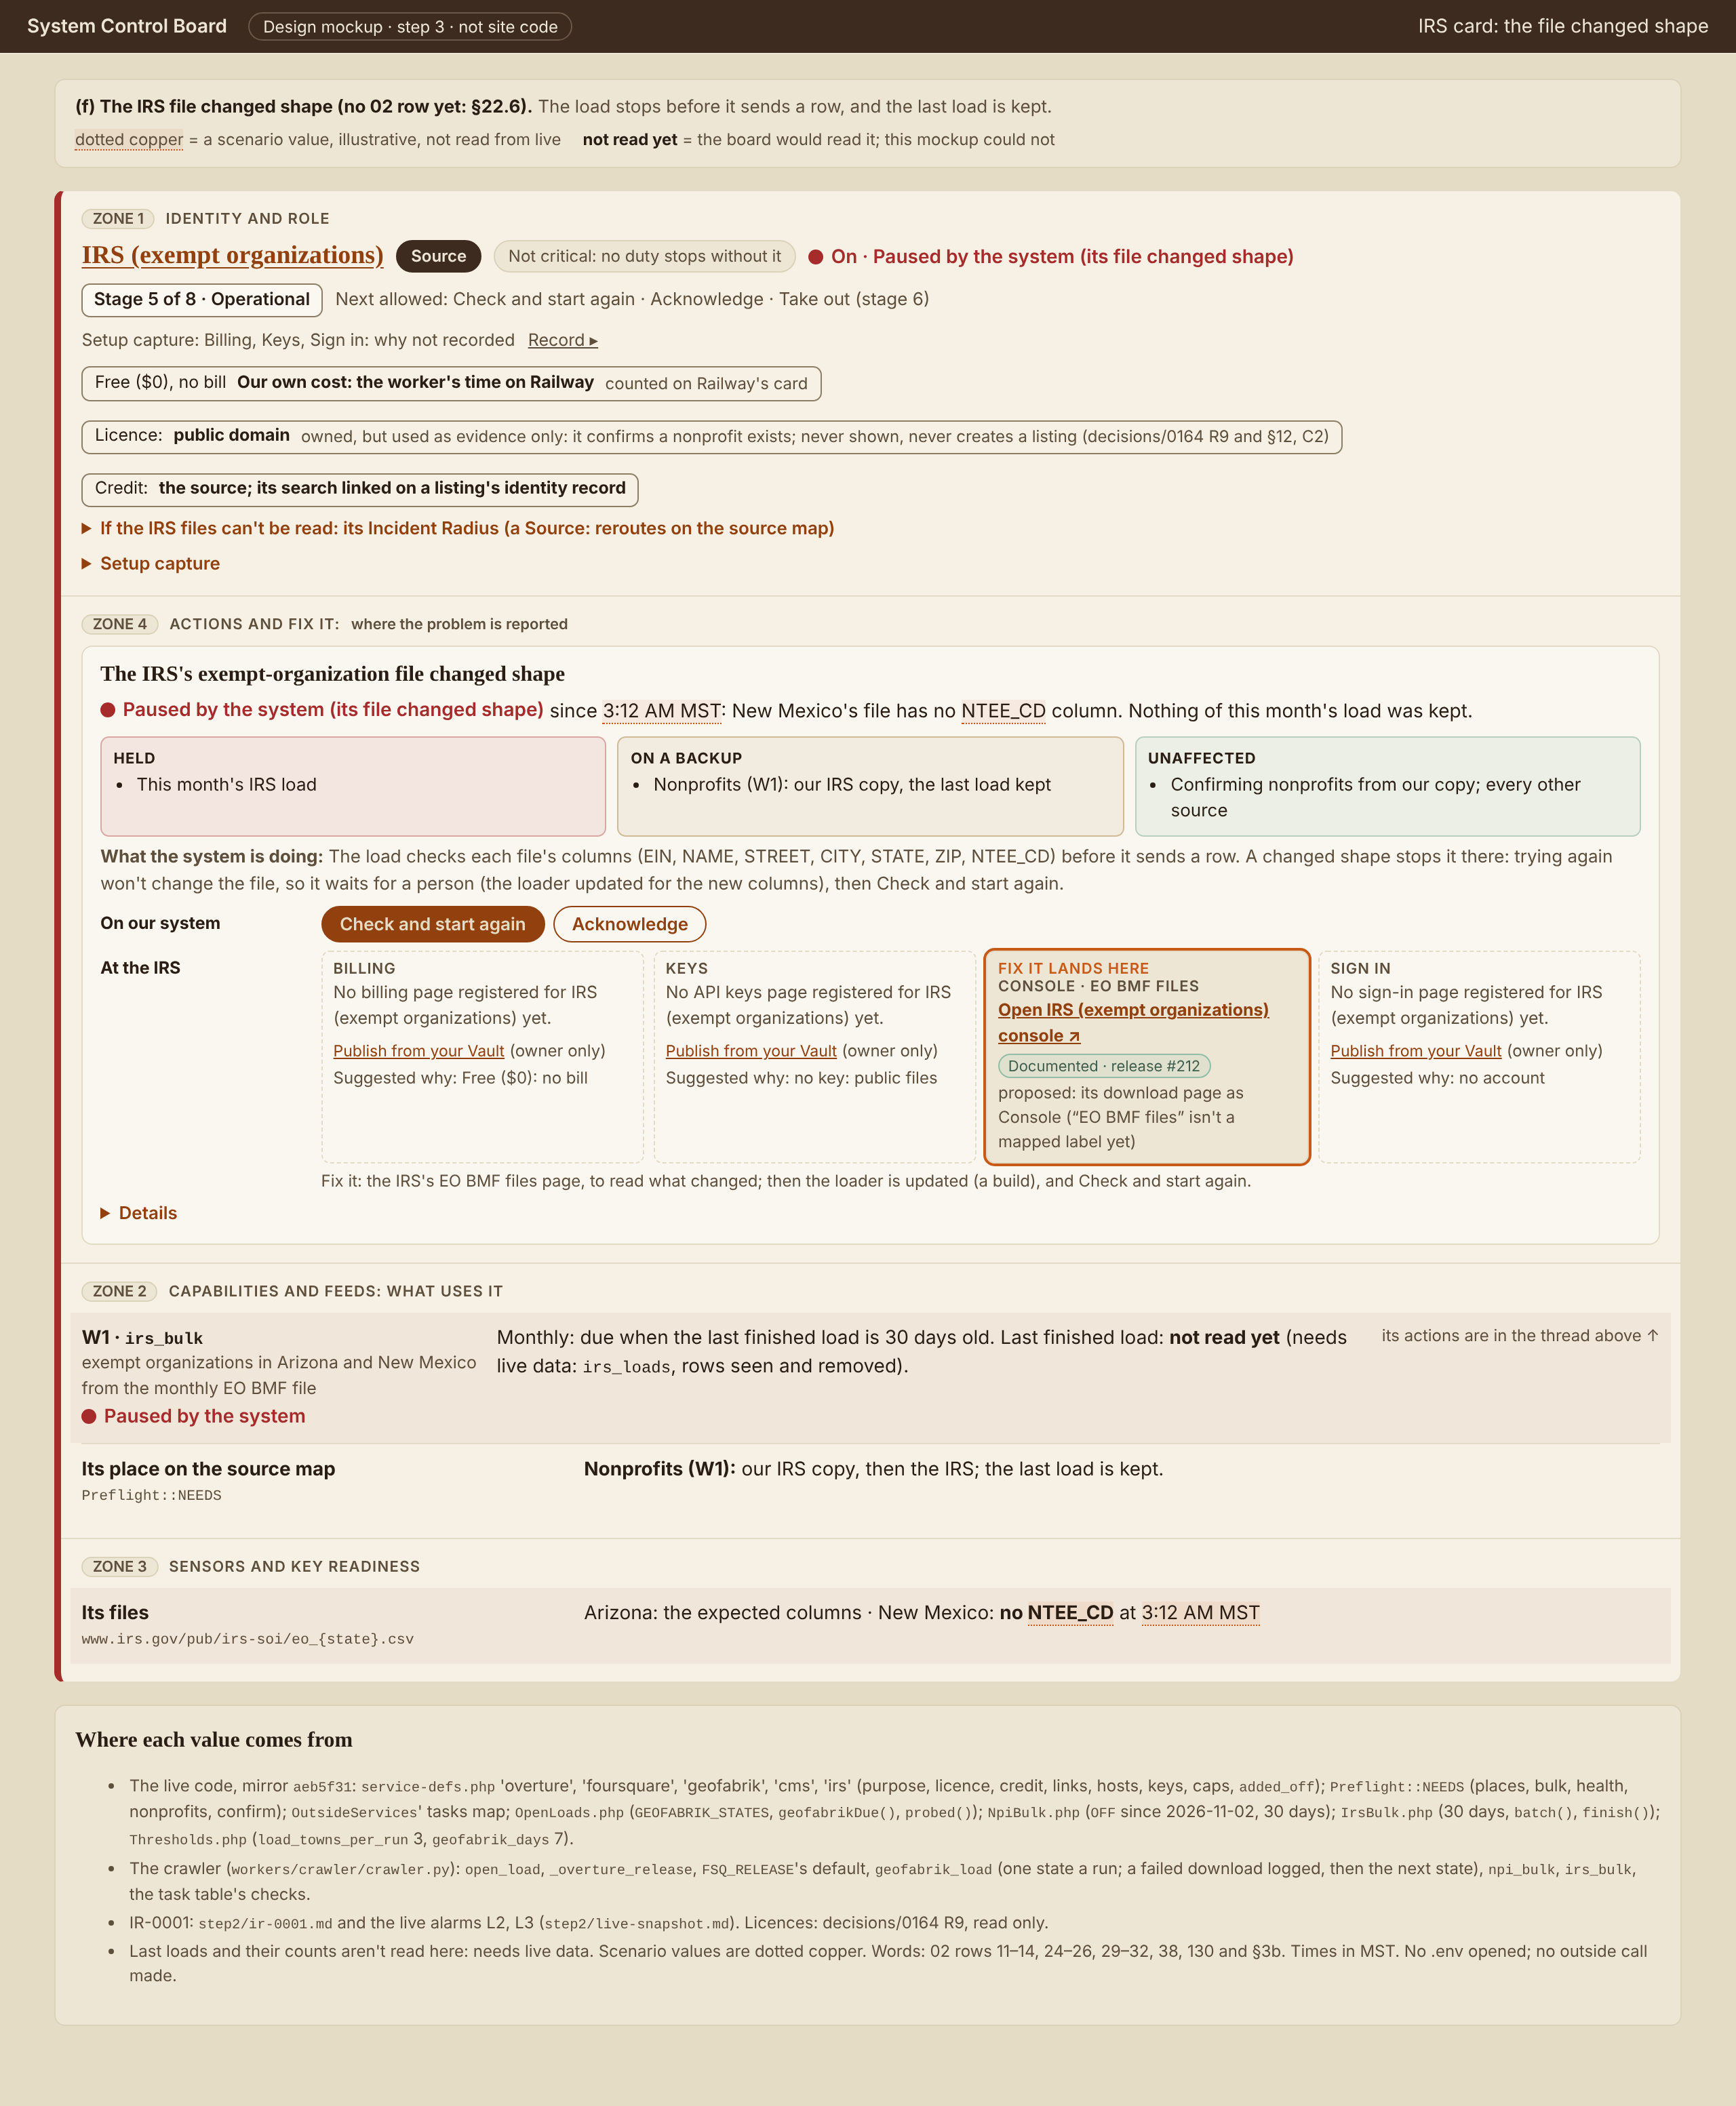 System Control Board
Design mockup · step 3 · not site code
IRS card: the file changed shape
(f) The IRS file changed shape (no 02 row yet: §22.6). The load stops before it sends a row, and the last load is kept.
dotted copper = a scenario value, illustrative, not read from live not read yet = the board would read it; this mockup could not
ZONE 1 IDENTITY AND ROLE
IRS (exempt organizations) Source Not critical: no duty stops without it On · Paused by the system (its file changed shape)
Stage 5 of 8 · Operational Next allowed: Check and start again · Acknowledge · Take out (stage 6)
Setup capture: Billing, Keys, Sign in: why not recorded Record ▸
Free ($0), no bill Our own cost: the worker's time on Railway counted on Railway's card
Licence: public domain owned, but used as evidence only: it confirms a nonprofit exists; never shown, never creates a listing (decisions/0164 R9 and §12, C2)
Credit: the source; its search linked on a listing's identity record
▶ If the IRS files can't be read: its Incident Radius (a Source: reroutes on the source map)
▶ Setup capture
ZONE 4 ACTIONS AND FIX IT: where the problem is reported
The IRS's exempt-organization file changed shape
Paused by the system (its file changed shape) since 3:12 AM MST: New Mexico's file has no NTEE_CD column. Nothing of this month's load was kept.
HELD
• This month's IRS load
ON A BACKUP
• Nonprofits (W1): our IRS copy, the last load kept
UNAFFECTED
• Confirming nonprofits from our copy; every other
source
What the system is doing: The load checks each file's columns (EIN, NAME, STREET, CITY, STATE, ZIP, NTEE_CD) before it sends a row. A changed shape stops it there: trying again
won't change the file, so it waits for a person (the loader updated for the new columns), then Check and start again.
On our system Check and start again Acknowledge
At the IRS
BILLING
No billing page registered for IRS
(exempt organizations) yet.
Publish from your Vault (owner only)
Suggested why: Free ($0): no bill
KEYS
No API keys page registered for IRS
(exempt organizations) yet.
Publish from your Vault (owner only)
Suggested why: no key: public files
FIX IT LANDS HERE
CONSOLE · EO BMF FILES
Open IRS (exempt organizations)
console ↗
Documented · release #212
proposed: its download page as
Console (“EO BMF files” isn't a
mapped label yet)
SIGN IN
No sign-in page registered for IRS
(exempt organizations) yet.
Publish from your Vault (owner only)
Suggested why: no account
Fix it: the IRS's EO BMF files page, to read what changed; then the loader is updated (a build), and Check and start again.
▶ Details
ZONE 2 CAPABILITIES AND FEEDS: WHAT USES IT
W1 · irs_bulk
exempt organizations in Arizona and New Mexico
from the monthly EO BMF file
Paused by the system
Monthly: due when the last finished load is 30 days old. Last finished load: not read yet (needs
live data: irs_loads, rows seen and removed).
its actions are in the thread above ↑
Its place on the source map
Preflight::NEEDS
Nonprofits (W1): our IRS copy, then the IRS; the last load is kept.
ZONE 3 SENSORS AND KEY READINESS
Its files
www.irs.gov/pub/irs-soi/eo_{state}.csv
Arizona: the expected columns · New Mexico: no NTEE_CD at 3:12 AM MST
Where each value comes from
• The live code, mirror aeb5f31: service-defs.php 'overture', 'foursquare', 'geofabrik', 'cms', 'irs' (purpose, licence, credit, links, hosts, keys, caps, added_off); Preflight::NEEDS (places, bulk, health,
nonprofits, confirm); OutsideServices' tasks map; OpenLoads.php (GEOFABRIK_STATES, geofabrikDue(), probed()); NpiBulk.php (OFF since 2026-11-02, 30 days); IrsBulk.php (30 days, batch(), finish());
Thresholds.php (load_towns_per_run 3, geofabrik_days 7).
• The crawler (workers/crawler/crawler.py): open_load, _overture_release, FSQ_RELEASE's default, geofabrik_load (one state a run; a failed download logged, then the next state), npi_bulk, irs_bulk,
the task table's checks.
• IR-0001: step2/ir-0001.md and the live alarms L2, L3 (step2/live-snapshot.md). Licences: decisions/0164 R9, read only.
• Last loads and their counts aren't read here: needs live data. Scenario values are dotted copper. Words: 02 rows 11–14, 24–26, 29–32, 38, 130 and §3b. Times in MST. No .env opened; no outside call
made.